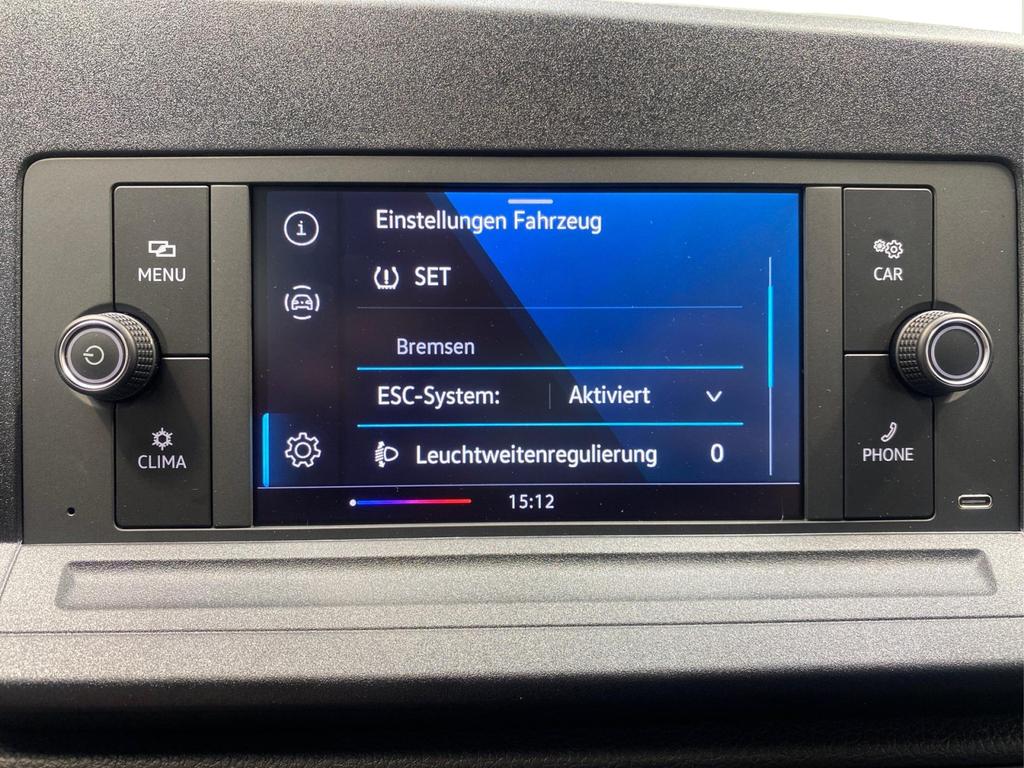 Einstellungen Fahrzeug
MENU
CAR
SET
Bremsen
ESC-System: Aktiviert
CLIMA
PHONE
Leuchtweitenregulierung 0
15:12